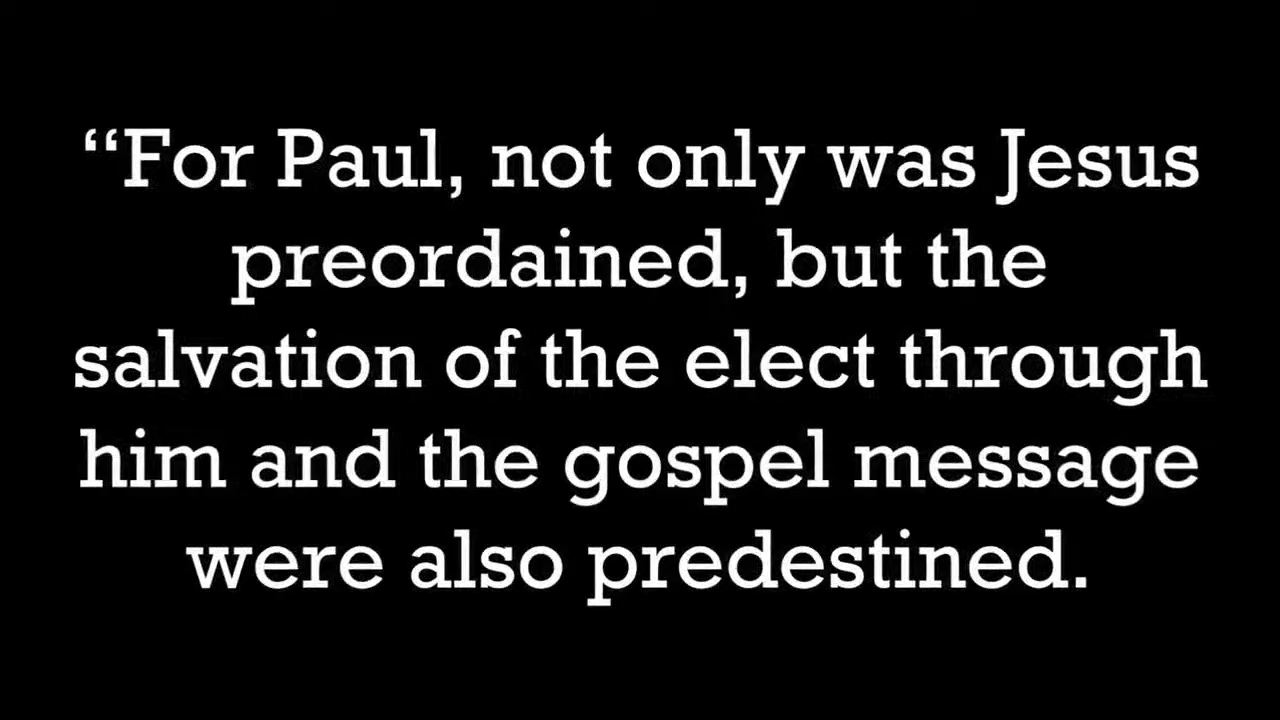 “For Paul, not only was Jesus
preordained, but the
salvation of the elect through
him and the gospel message
were also predestined.